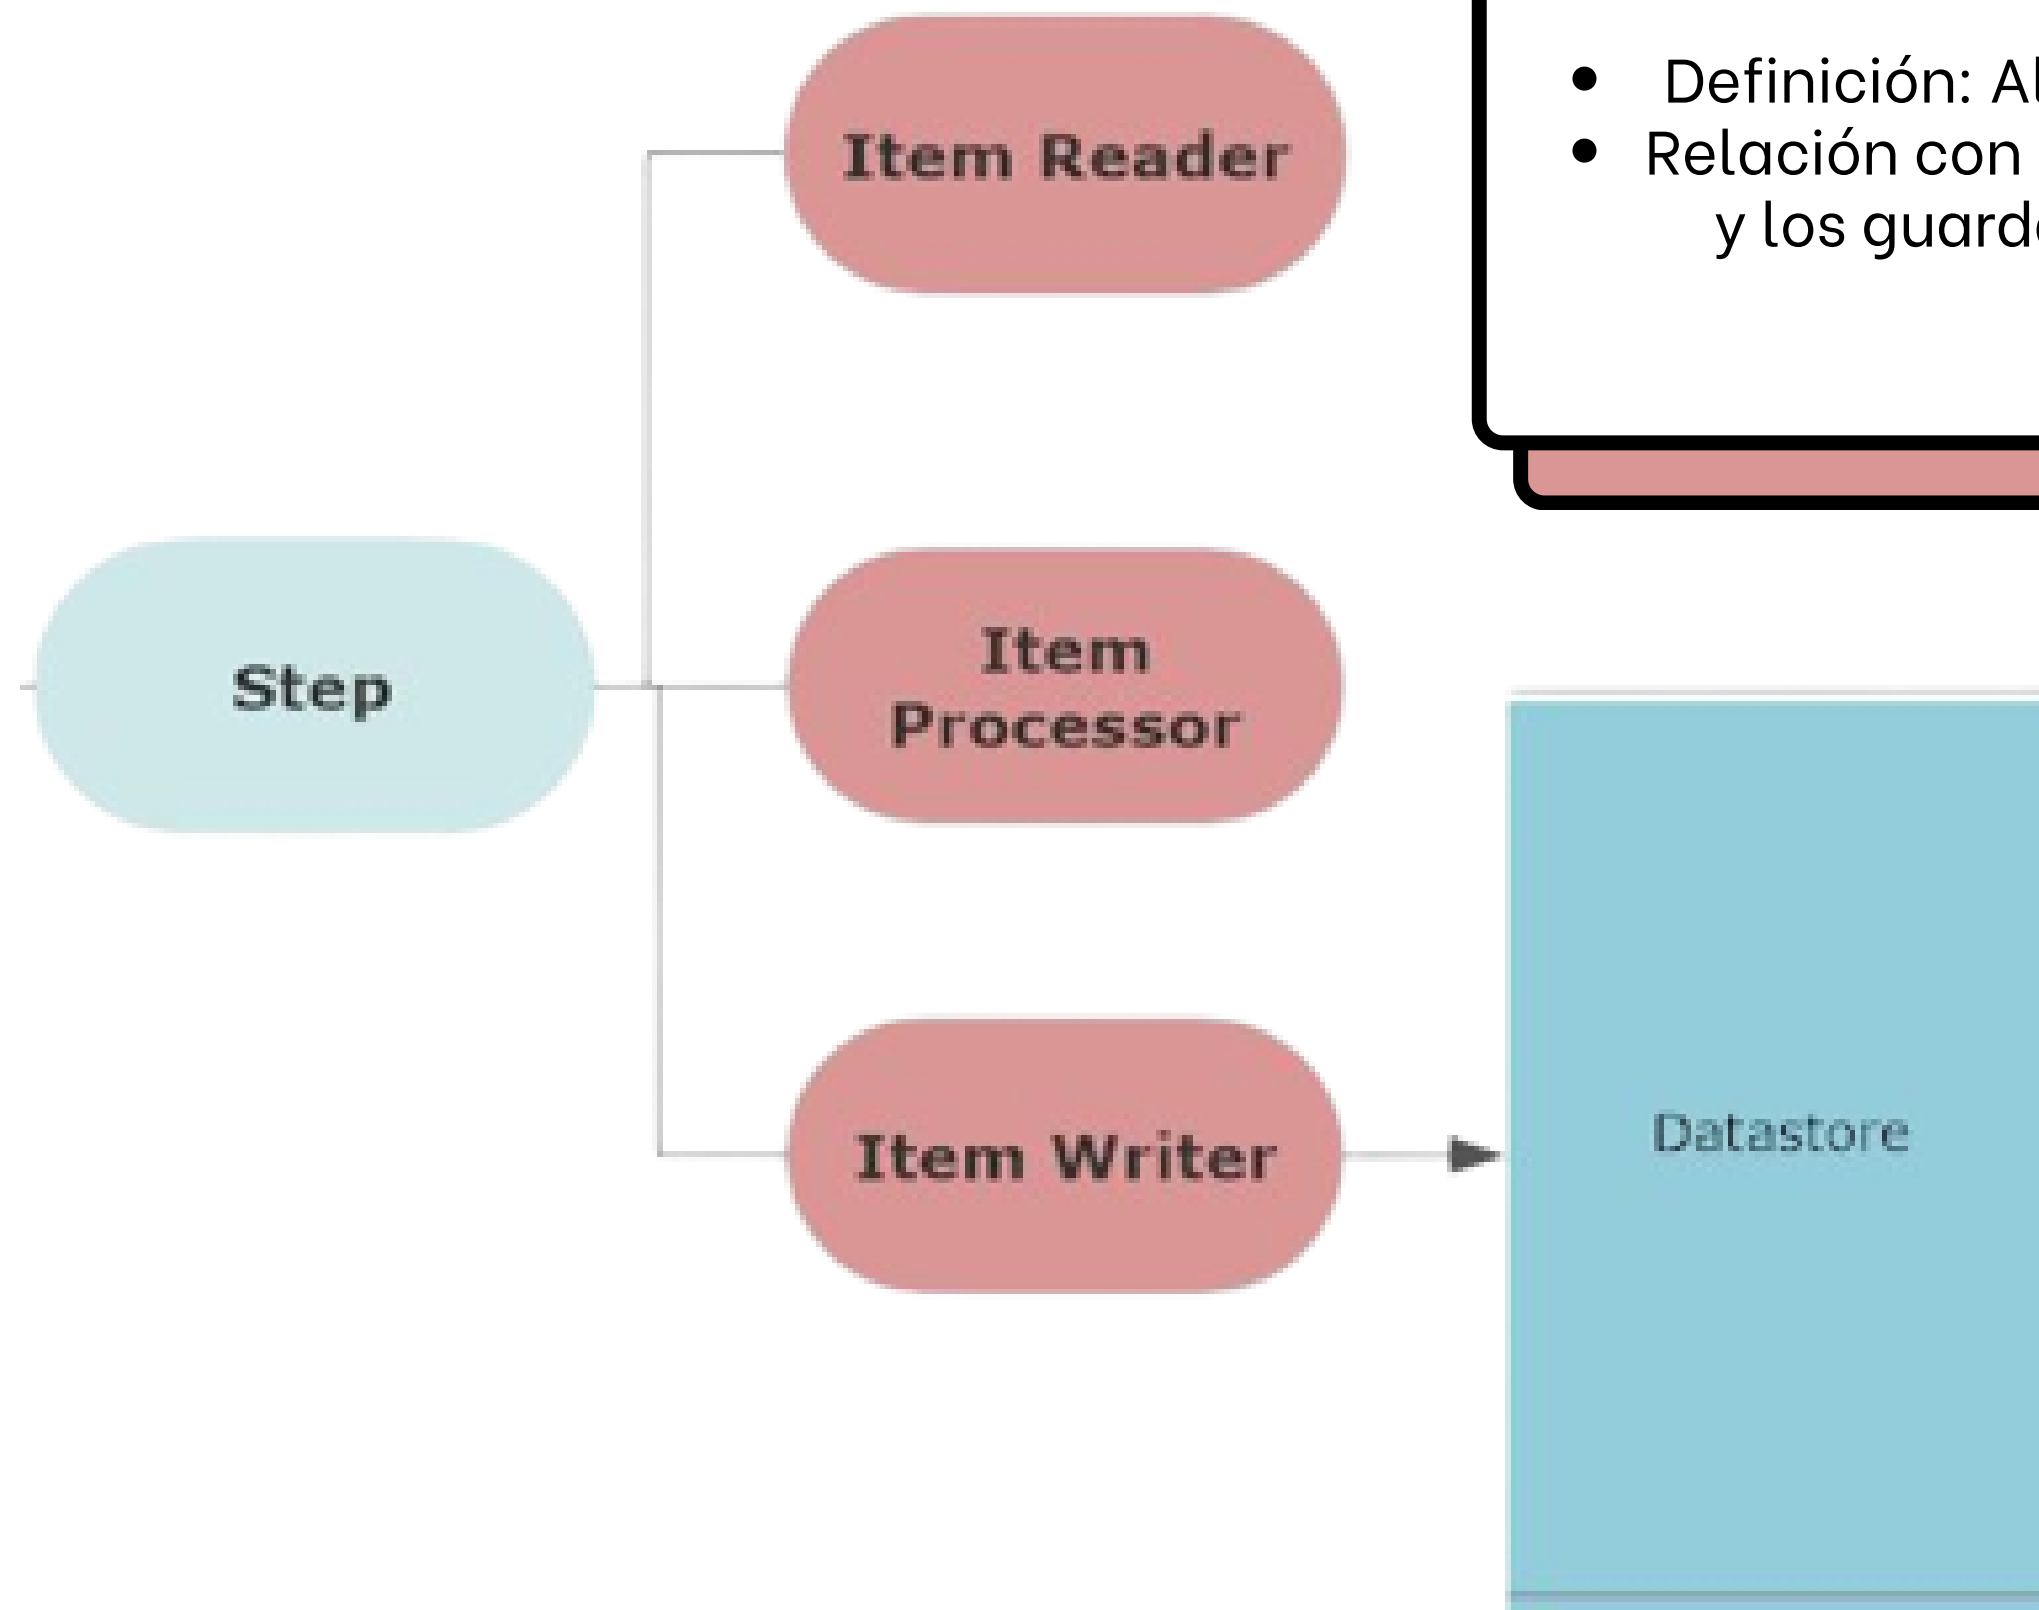 Item Reader
Definición:
Relación con
y los
Step
Item
Processor
Item Writer
Datastore